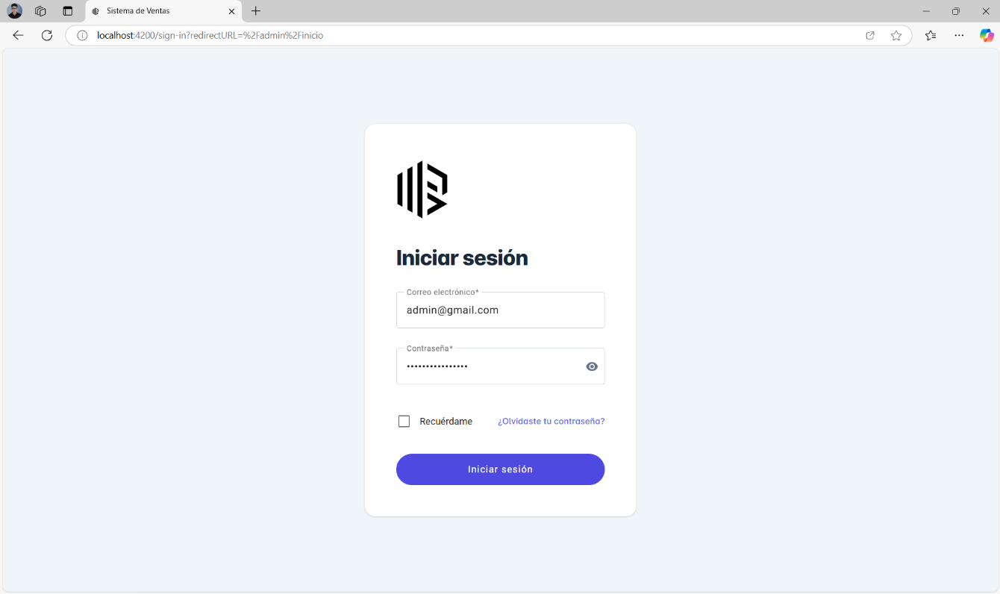 Sistema de Ventas
localhost:4200/sign-in?redirectURL=%2Fadmin%2Finicio
Iniciar sesión
Correo electrónico*
admin@gmail.com
Contraseña*
••••••••••••••••
Recuérdame ¿Olvidaste tu contraseña?
Iniciar sesión